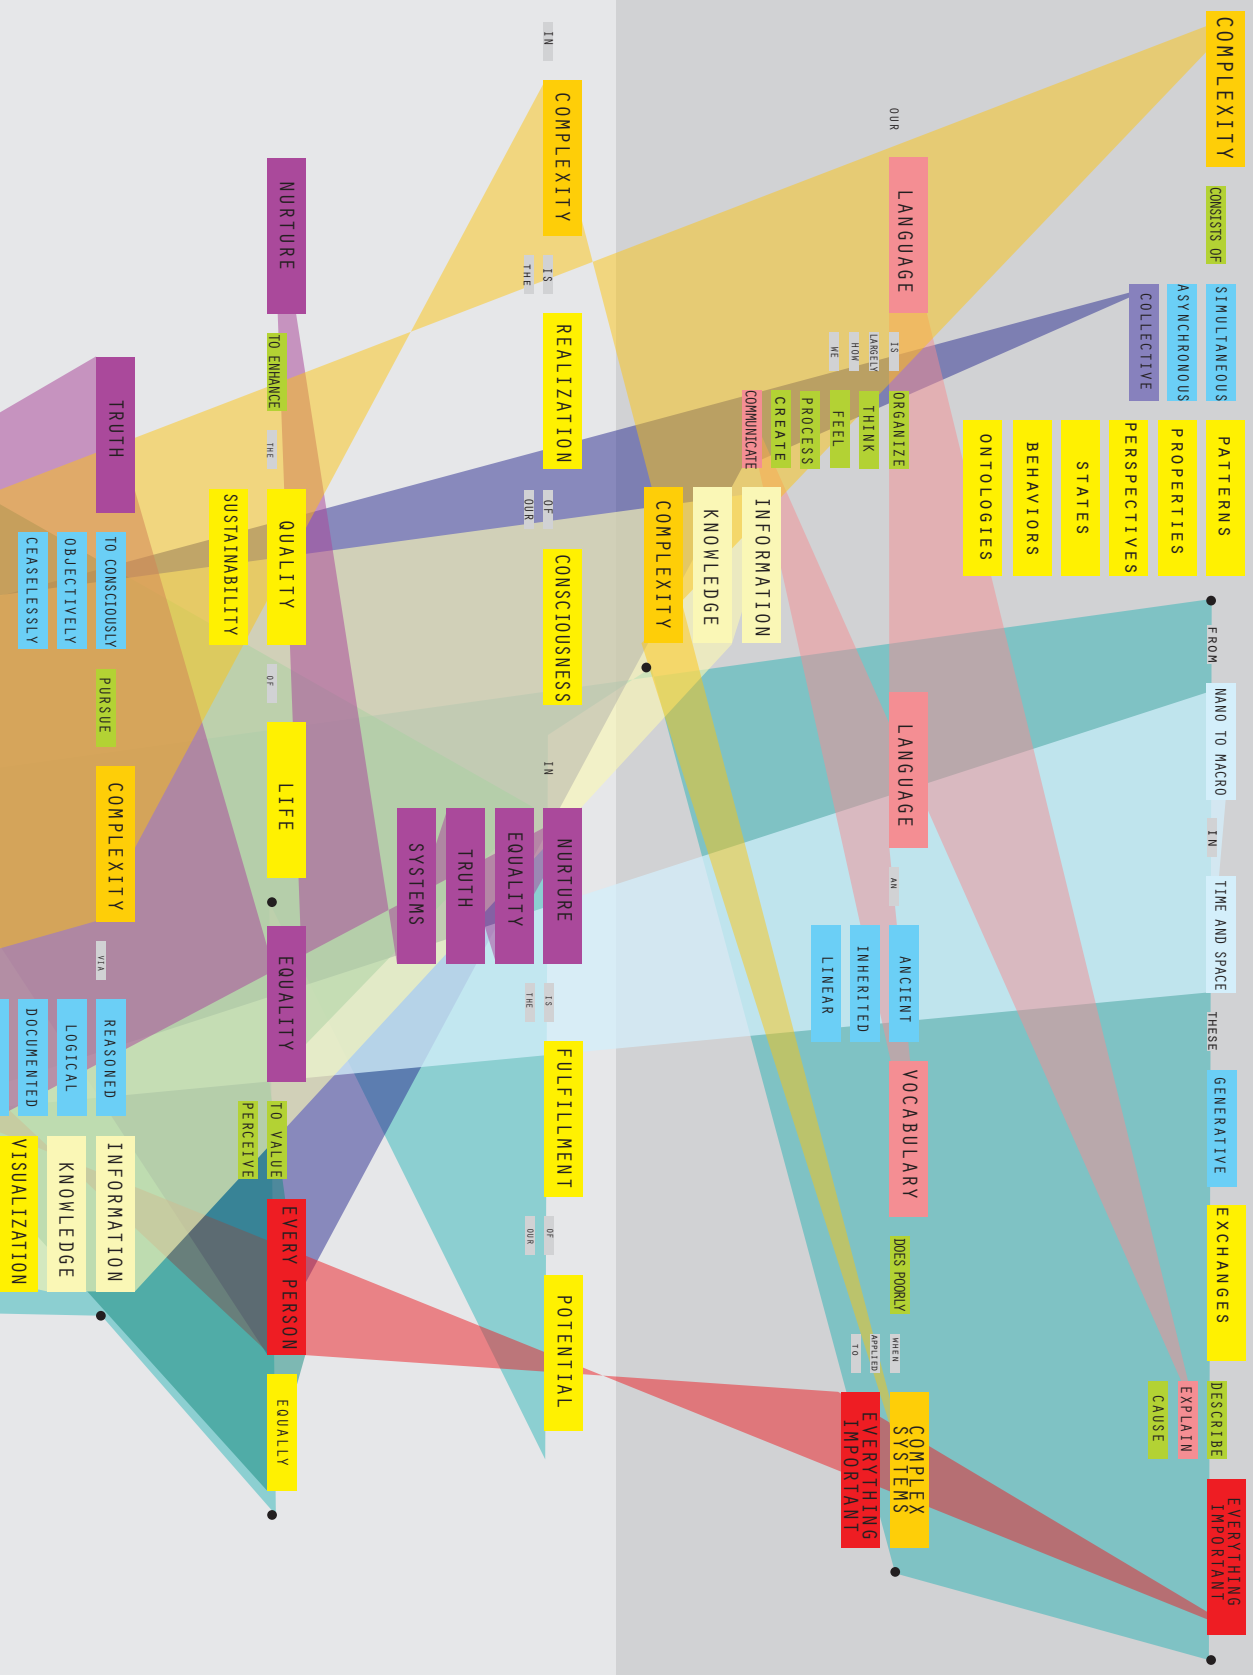 COMPLEXITY
CONSISTS OF
SIMULTANEOUS
ASYNCHRONOUS
COLLECTIVE
PATTERNS
PROPERTIES
PERSPECTIVES
STATES
BEHAVIORS
ONTOLOGIES
FROM
NANO TO MACRO
IN
TIME AND SPACE
THESE
GENERATIVE
EXCHANGES
DESCRIBE
EXPLAIN
CAUSE
EVERYTHING
IMPORTANT
OUR
LANGUAGE
IS
LARGELY
HOW
WE
ORGANIZE
THINK
FEEL
PROCESS
CREATE
COMMUNICATE
INFORMATION
KNOWLEDGE
COMPLEXITY
LANGUAGE
AN
ANCIENT
INHERITED
LINEAR
VOCABULARY
DOES POORLY
WHEN
APPLIED
TO
COMPLEX
SYSTEMS
EVERYTHING
IMPORTANT
IN
COMPLEXITY
IS
THE
REALIZATION
OF
OUR
CONSCIOUSNESS
IN
NURTURE
EQUALITY
TRUTH
SYSTEMS
IS
THE
FULFILLMENT
OF
OUR
POTENTIAL
NURTURE
TO ENHANCE
THE
QUALITY
SUSTAINABILITY
OF
LIFE
EQUALITY
TO VALUE
PERCEIVE
EVERY PERSON
EQUALLY
TRUTH
TO CONSCIOUSLY
OBJECTIVELY
CEASELESSLY
PURSUE
COMPLEXITY
VIA
REASONED
LOGICAL
DOCUMENTED
INFORMATION
KNOWLEDGE
VISUALIZATION